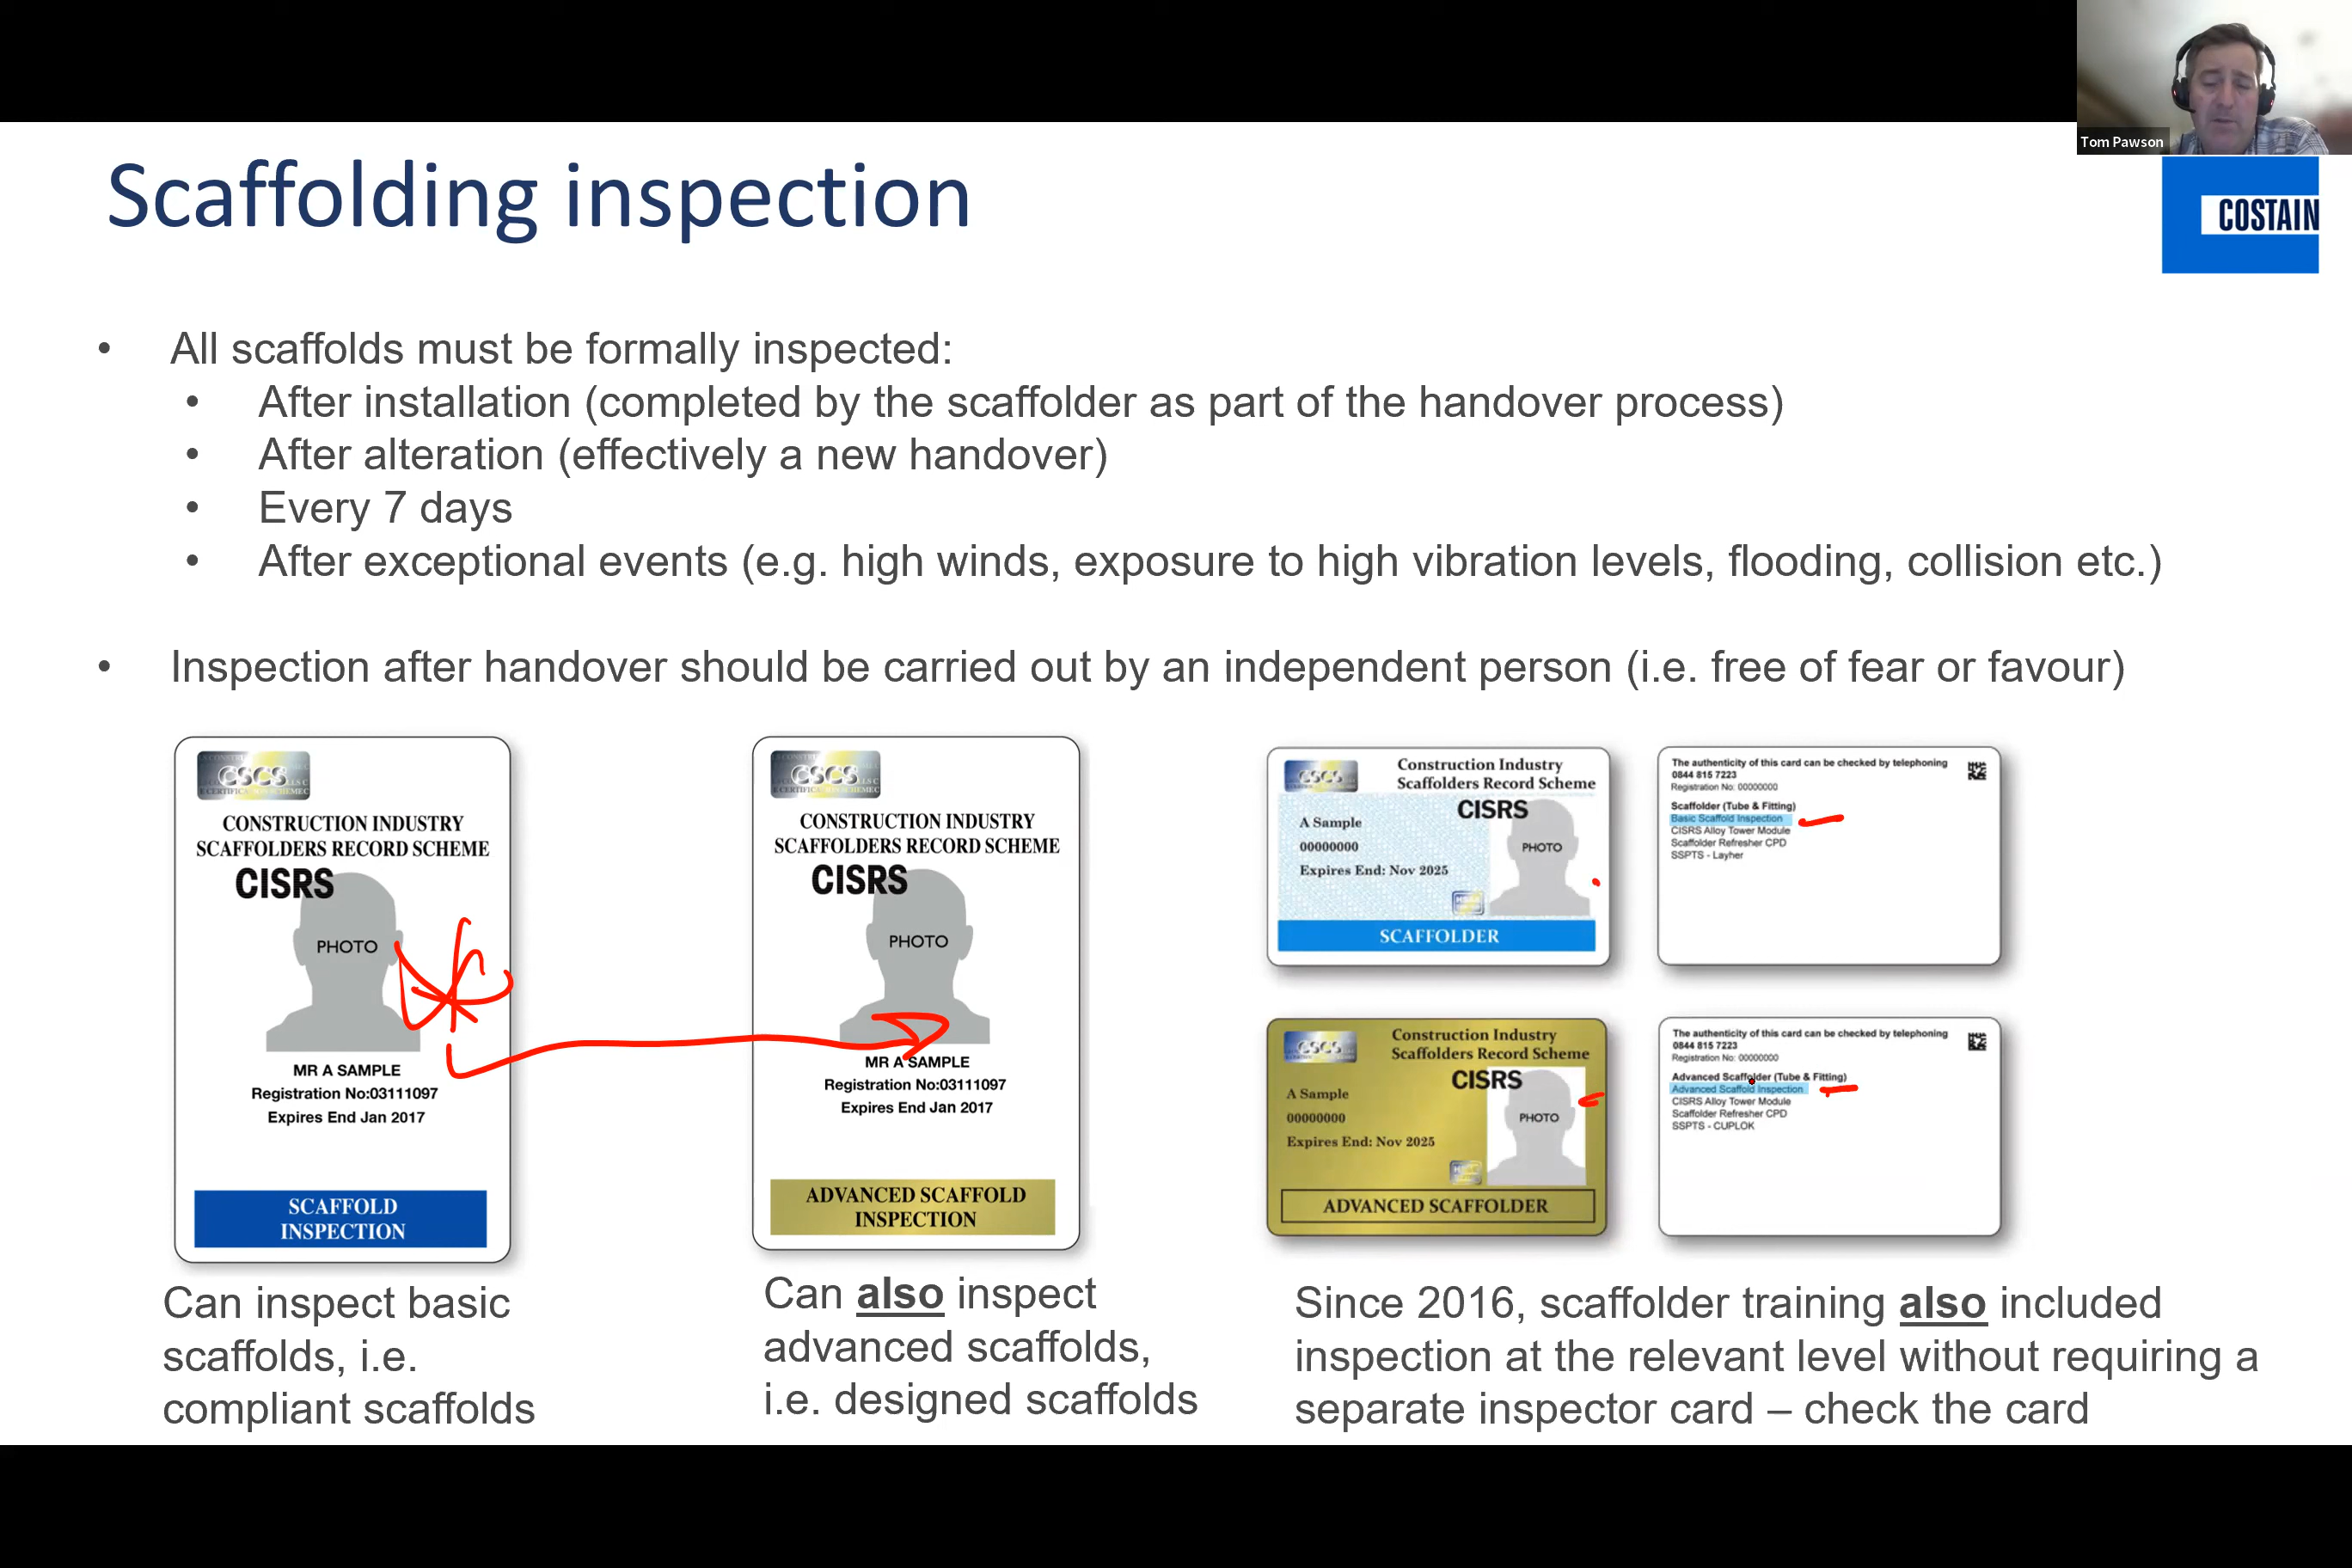 Tom Pawson
Scaffolding inspection
COSTAIN
• All scaffolds must be formally inspected:
• After installation (completed by the scaffolder as part of the handover process)
• After alteration (effectively a new handover)
• Every 7 days
• After exceptional events (e.g. high winds, exposure to high vibration levels, flooding, collision etc.)
• Inspection after handover should be carried out by an independent person (i.e. free of fear or favour)
CSCS
CONSTRUCTION INDUSTRY
SCAFFOLDERS RECORD SCHEME
CISRS
PHOTO
MR A SAMPLE
Registration No:03111097
Expires End Jan 2017
SCAFFOLD
INSPECTION
Can inspect basic
scaffolds, i.e.
compliant scaffolds
CSCS
CONSTRUCTION INDUSTRY
SCAFFOLDERS RECORD SCHEME
CISRS
PHOTO
MR A SAMPLE
Registration No:03111097
Expires End Jan 2017
ADVANCED SCAFFOLD
INSPECTION
Can also inspect
advanced scaffolds,
i.e. designed scaffolds
CSCS
Construction Industry
Scaffolders Record Scheme
CISRS
A Sample
00000000
PHOTO
Expires End: Nov 2025
SCAFFOLDER
The authenticity of this card can be checked by telephoning
0844 815 7223
Registration No: 00000000
Scaffolder (Tube & Fitting)
Basic Scaffold Inspection
CISRS Alloy Tower Module
Scaffolder Refresher CPD
SSPTS - Layher
CSCS
Construction Industry
Scaffolders Record Scheme
CISRS
A Sample
00000000
PHOTO
Expires End: Nov 2025
ADVANCED SCAFFOLDER
The authenticity of this card can be checked by telephoning
0844 815 7223
Registration No: 00000000
Advanced Scaffolder (Tube & Fitting)
Advanced Scaffold Inspection
CISRS Alloy Tower Module
Scaffolder Refresher CPD
SSPTS - CUPLOK
Since 2016, scaffolder training also included
inspection at the relevant level without requiring a
separate inspector card – check the card